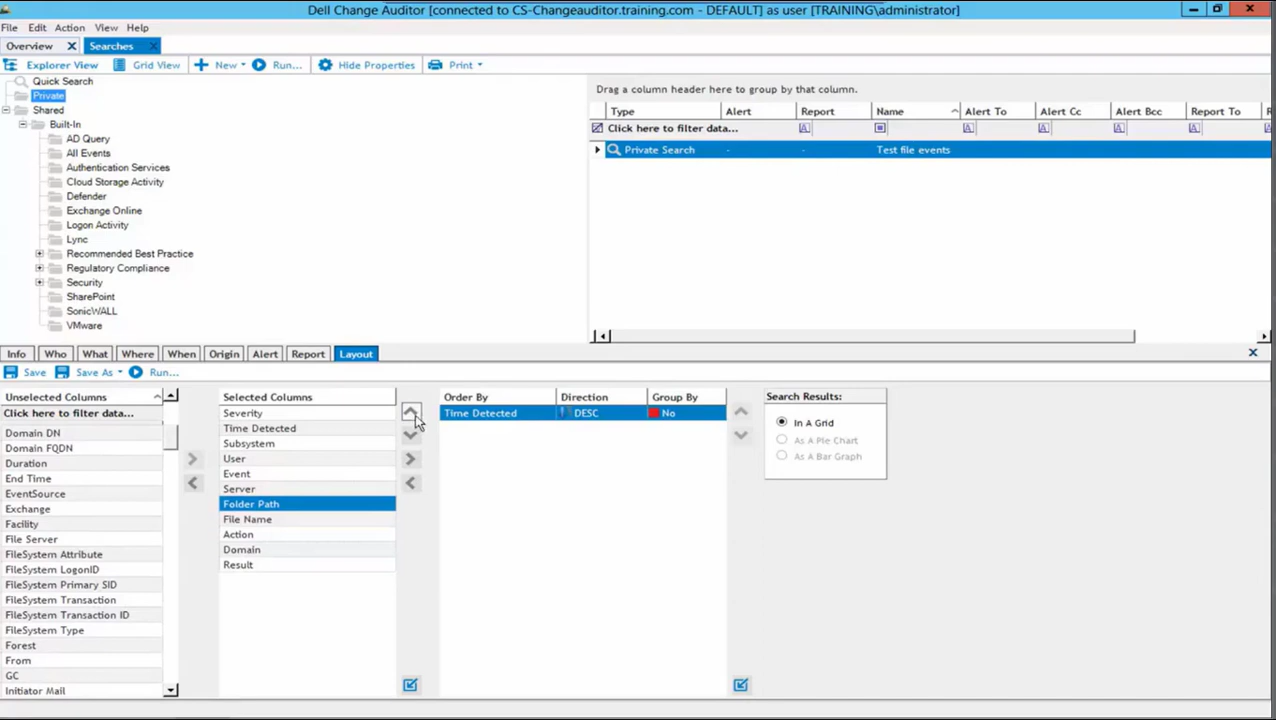 Dell Change Auditor [connected to CS-Changeauditor.training.com - DEFAULT] as user [TRAINING\administrator]
File Edit Action View Help
Overview Searches
Explorer View Grid View New Run... Hide Properties Print
Quick Search
Private
Shared
Built-In
AD Query
All Events
Authentication Services
Cloud Storage Activity
Defender
Exchange Online
Logon Activity
Lync
Recommended Best Practice
Regulatory Compliance
Security
SharePoint
SonicWALL
VMware
Drag a column header here to group by that column.
Type Alert Report Name Alert To Alert Cc Alert Bcc Report To
Click here to filter data...
Private Search - - Test file events
Info Who What Where When Origin Alert Report Layout
Save Save As Run...
Unselected Columns
Click here to filter data...
Domain DN
Domain FQDN
Duration
End Time
EventSource
Exchange
Facility
File Server
FileSystem Attribute
FileSystem LogonID
FileSystem Primary SID
FileSystem Transaction
FileSystem Transaction ID
FileSystem Type
Forest
From
GC
Initiator Mail
Selected Columns
Severity
Time Detected
Subsystem
User
Event
Server
Folder Path
File Name
Action
Domain
Result
Order By Direction Group By
Time Detected DESC No
Search Results:
In A Grid
As A Pie Chart
As A Bar Graph